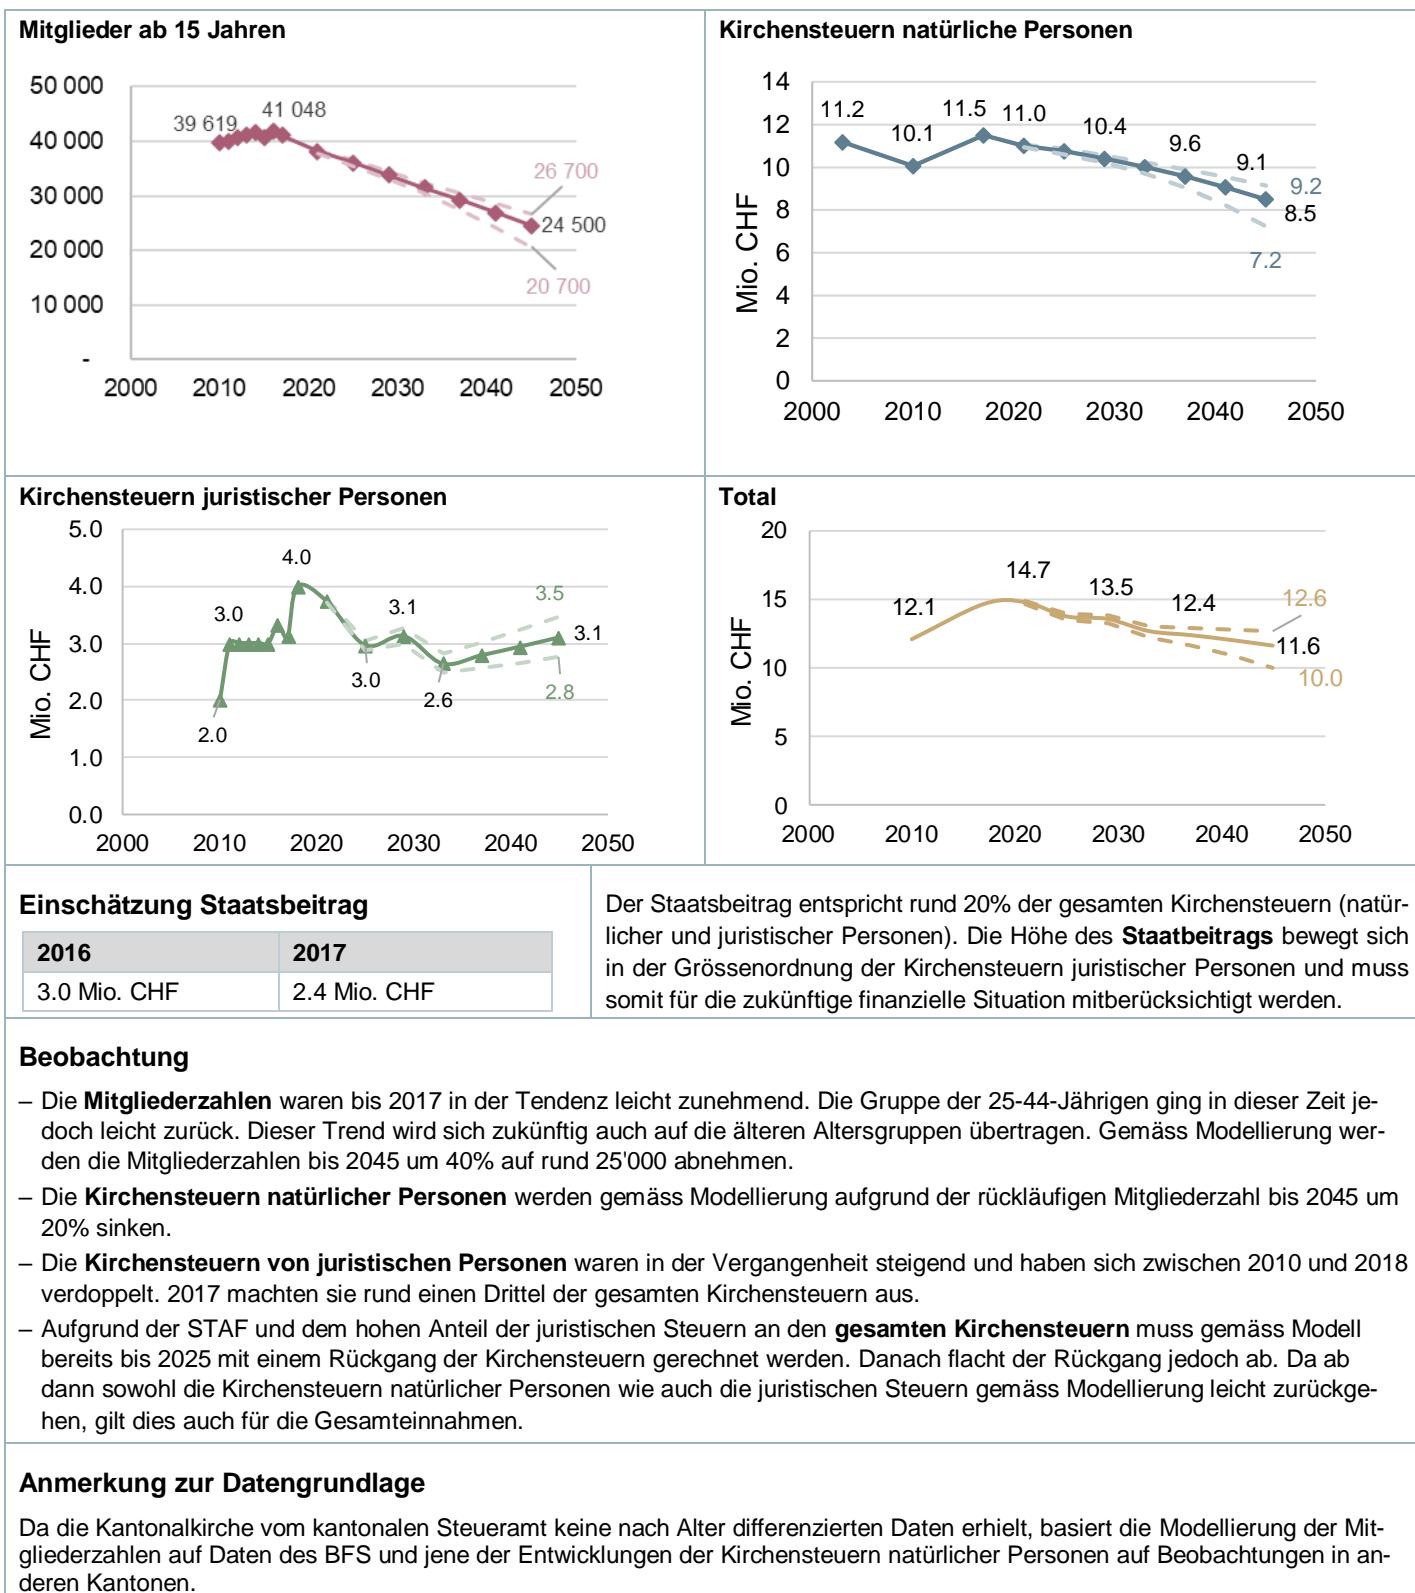 Mitglieder ab 15 Jahren
50 000
40 000
30 000
20 000
10 000
-
39 619
41 048
26 700
24 500
20 700
2000 2010 2020 2030 2040 2050
Kirchensteuern natürliche Personen
Mio. CHF
14
12
10
8
6
4
2
0
11.2
10.1
11.5
11.0
10.4
9.6
9.1
9.2
8.5
7.2
2000 2010 2020 2030 2040 2050
Kirchensteuern juristischer Personen
Mio. CHF
5.0
4.0
3.0
2.0
1.0
0.0
2.0
3.0
4.0
3.0
3.1
2.6
3.5
3.1
2.8
2000 2010 2020 2030 2040 2050
Total
Mio. CHF
20
15
10
5
0
12.1
14.7
13.5
12.4
12.6
11.6
10.0
2000 2010 2020 2030 2040 2050
Einschätzung Staatsbeitrag
2016 2017
3.0 Mio. CHF 2.4 Mio. CHF
Der Staatsbeitrag entspricht rund 20% der gesamten Kirchensteuern (natür-
licher und juristischer Personen). Die Höhe des Staatbeitrags bewegt sich
in der Grössenordnung der Kirchensteuern juristischer Personen und muss
somit für die zukünftige finanzielle Situation mitberücksichtigt werden.
Beobachtung
– Die Mitgliederzahlen waren bis 2017 in der Tendenz leicht zunehmend. Die Gruppe der 25-44-Jährigen ging in dieser Zeit je-
doch leicht zurück. Dieser Trend wird sich zukünftig auch auf die älteren Altersgruppen übertragen. Gemäss Modellierung wer-
den die Mitgliederzahlen bis 2045 um 40% auf rund 25'000 abnehmen.
– Die Kirchensteuern natürlicher Personen werden gemäss Modellierung aufgrund der rückläufigen Mitgliederzahl bis 2045 um
20% sinken.
– Die Kirchensteuern von juristischen Personen waren in der Vergangenheit steigend und haben sich zwischen 2010 und 2018
verdoppelt. 2017 machten sie rund einen Drittel der gesamten Kirchensteuern aus.
– Aufgrund der STAF und dem hohen Anteil der juristischen Steuern an den gesamten Kirchensteuern muss gemäss Modell
bereits bis 2025 mit einem Rückgang der Kirchensteuern gerechnet werden. Danach flacht der Rückgang jedoch ab. Da ab
dann sowohl die Kirchensteuern natürlicher Personen wie auch die juristischen Steuern gemäss Modellierung leicht zurückge-
hen, gilt dies auch für die Gesamteinnahmen.
Anmerkung zur Datengrundlage
Da die Kantonalkirche vom kantonalen Steueramt keine nach Alter differenzierten Daten erhielt, basiert die Modellierung der Mit-
gliederzahlen auf Daten des BFS und jene der Entwicklungen der Kirchensteuern natürlicher Personen auf Beobachtungen in an-
deren Kantonen.